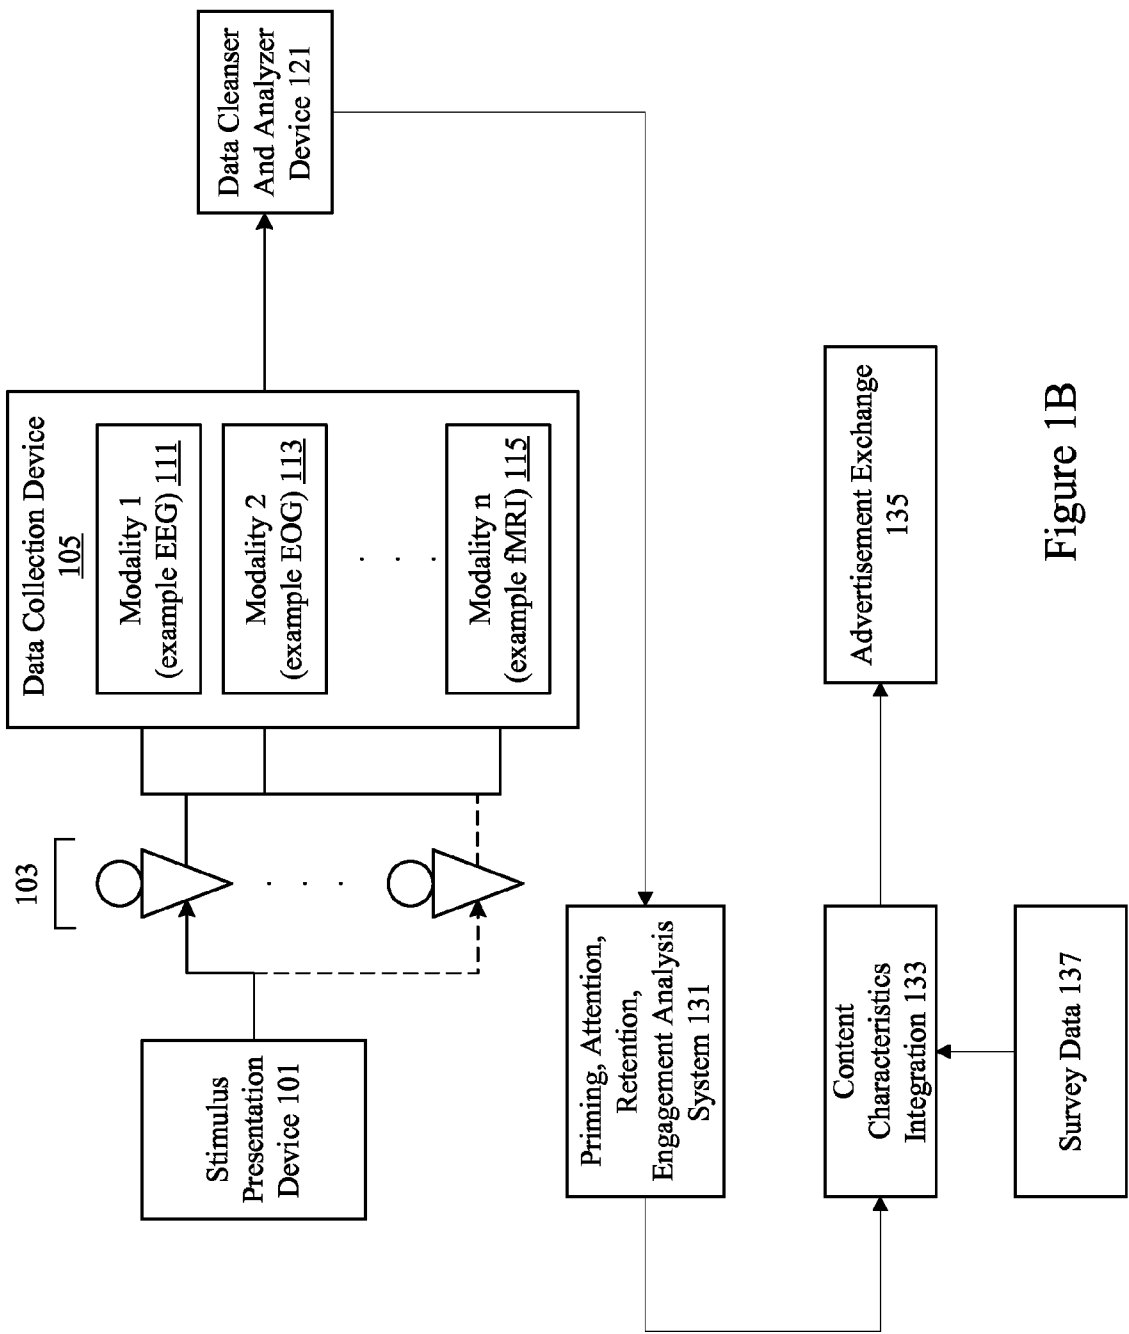 103
Stimulus
Presentation
Device 101
. . .
Data Collection Device
105
Modality 1
(example EEG) 111
Modality 2
(example EOG) 113
. . .
Modality n
(example fMRI) 115
Data Cleanser
And Analyzer
Device 121
Priming, Attention,
Retention,
Engagement Analysis
System 131
Content
Characteristics
Integration 133
Survey Data 137
Advertisement Exchange
135
Figure 1B